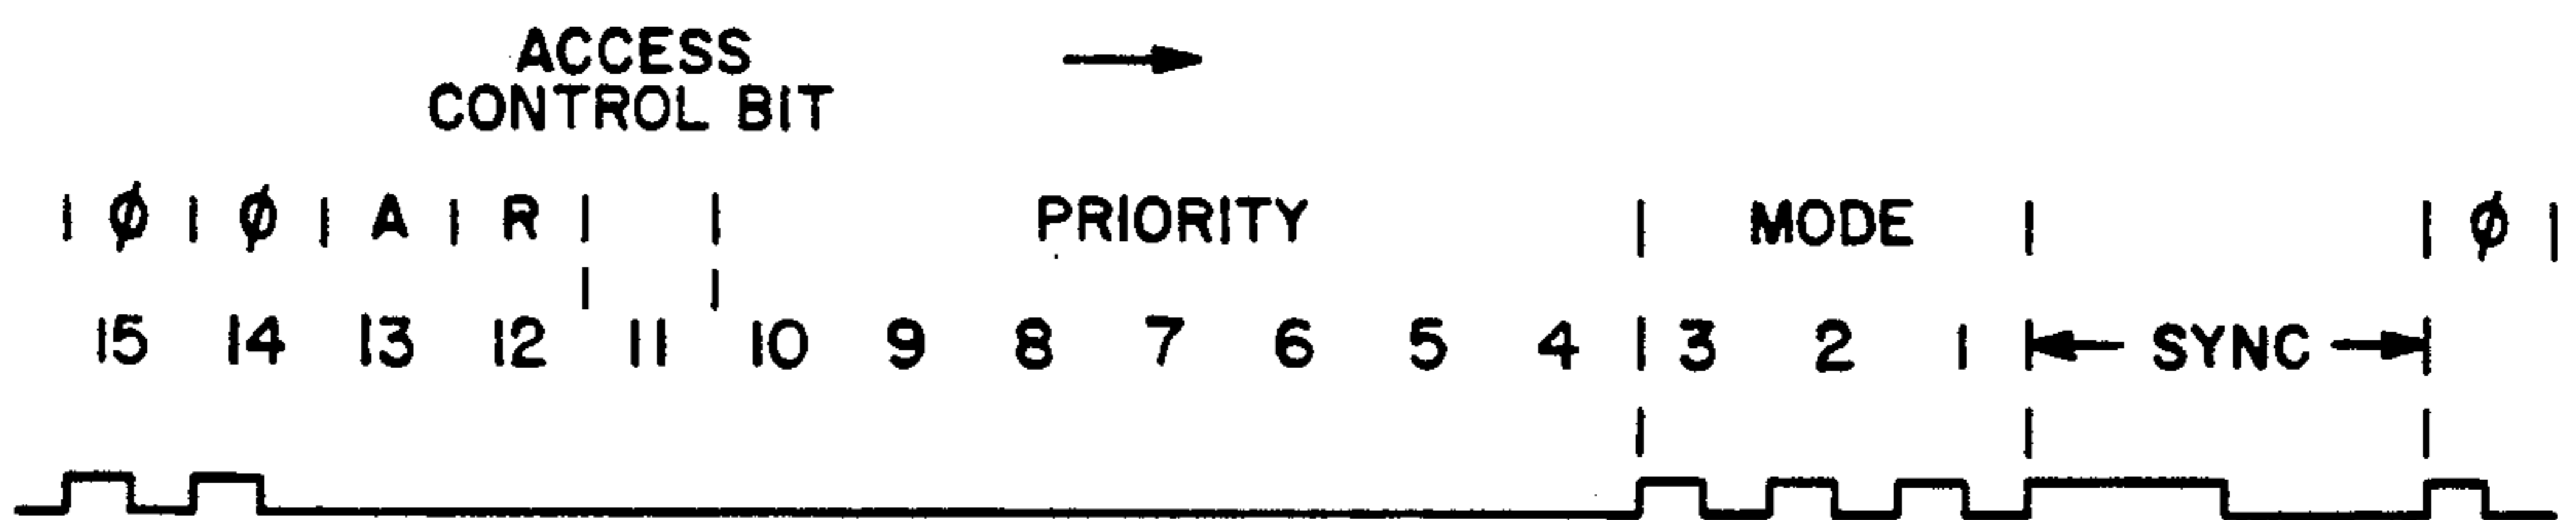 ACCESS
CONTROL BIT
| Ø | Ø | A | R | | PRIORITY | MODE | | Ø |
15 14 13 12 11 10 9 8 7 6 5 4 3 2 1 SYNC